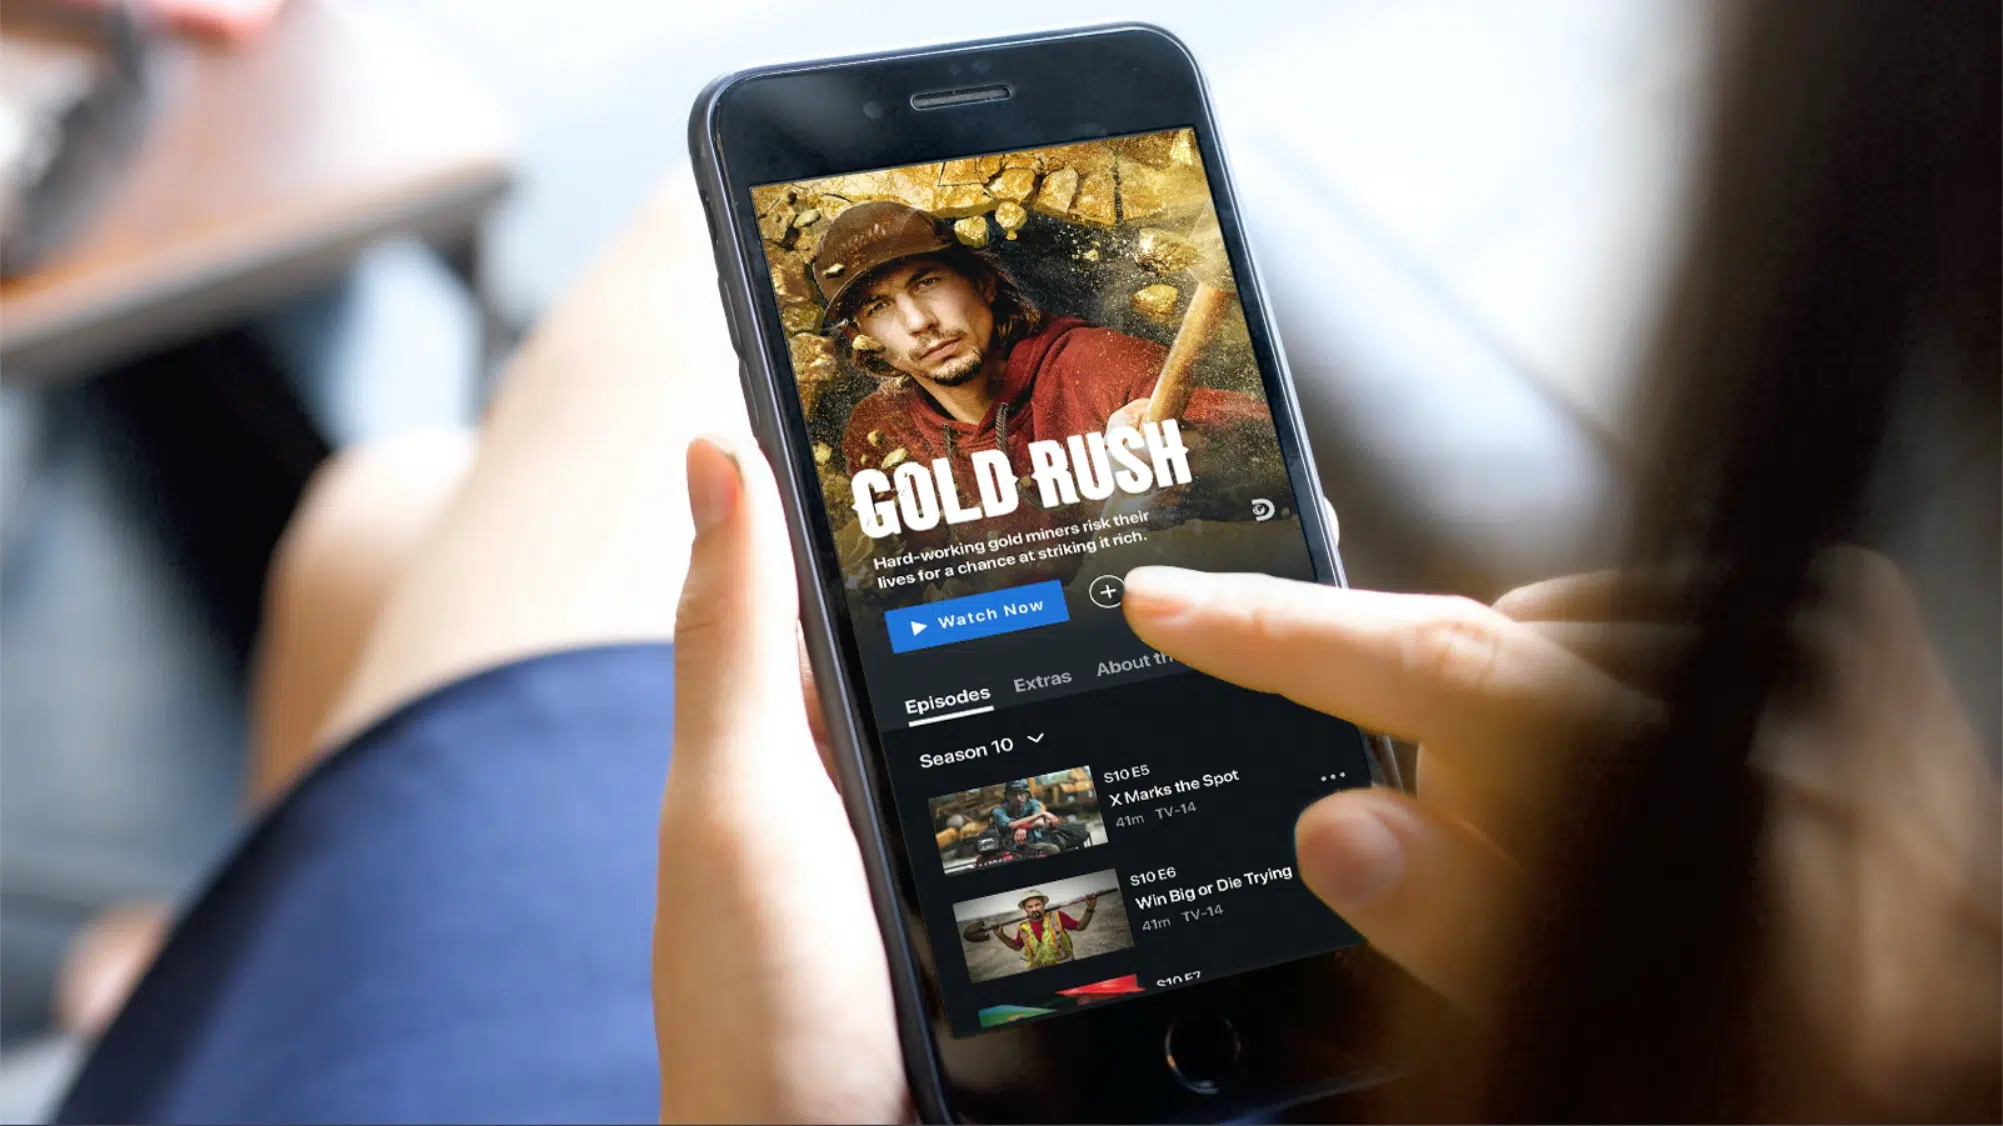 GOLD RUSH
Hard-working gold miners risk their
lives for a chance at striking it rich.
Watch Now
Episodes
Extras
About th
Season 10
S10 E5
X Marks the Spot
41m TV-14
S10 E6
Win Big or Die Trying
41m TV-14
S10 E7